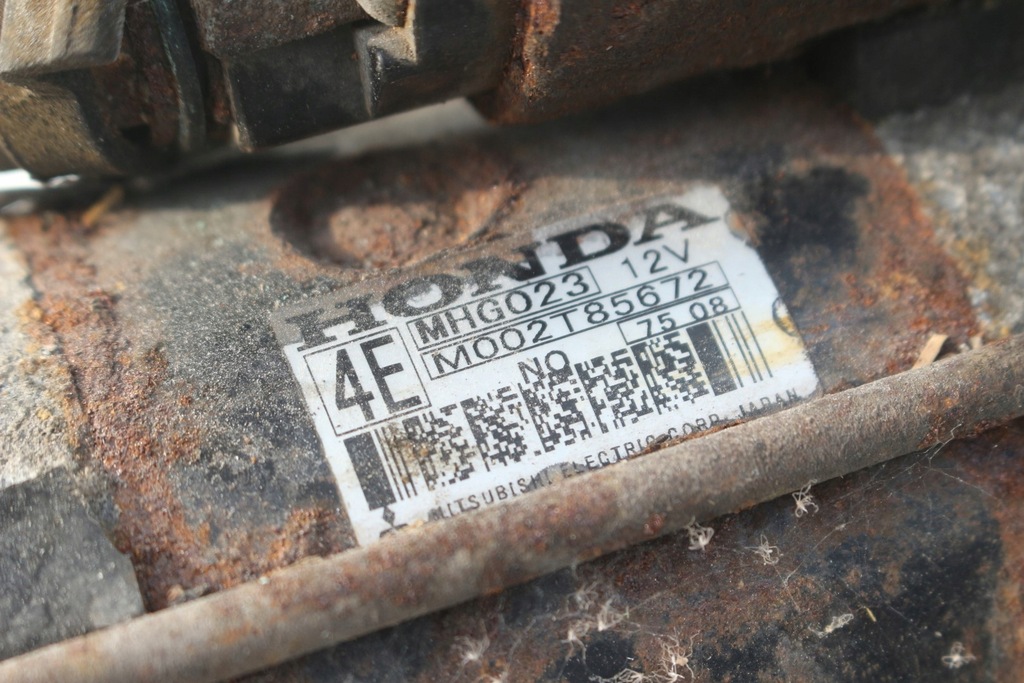 HONDA
4E MHG023 12V
M002T85672
NO 75 08
MITSUBISHI ELECTRIC CORP. JAPAN